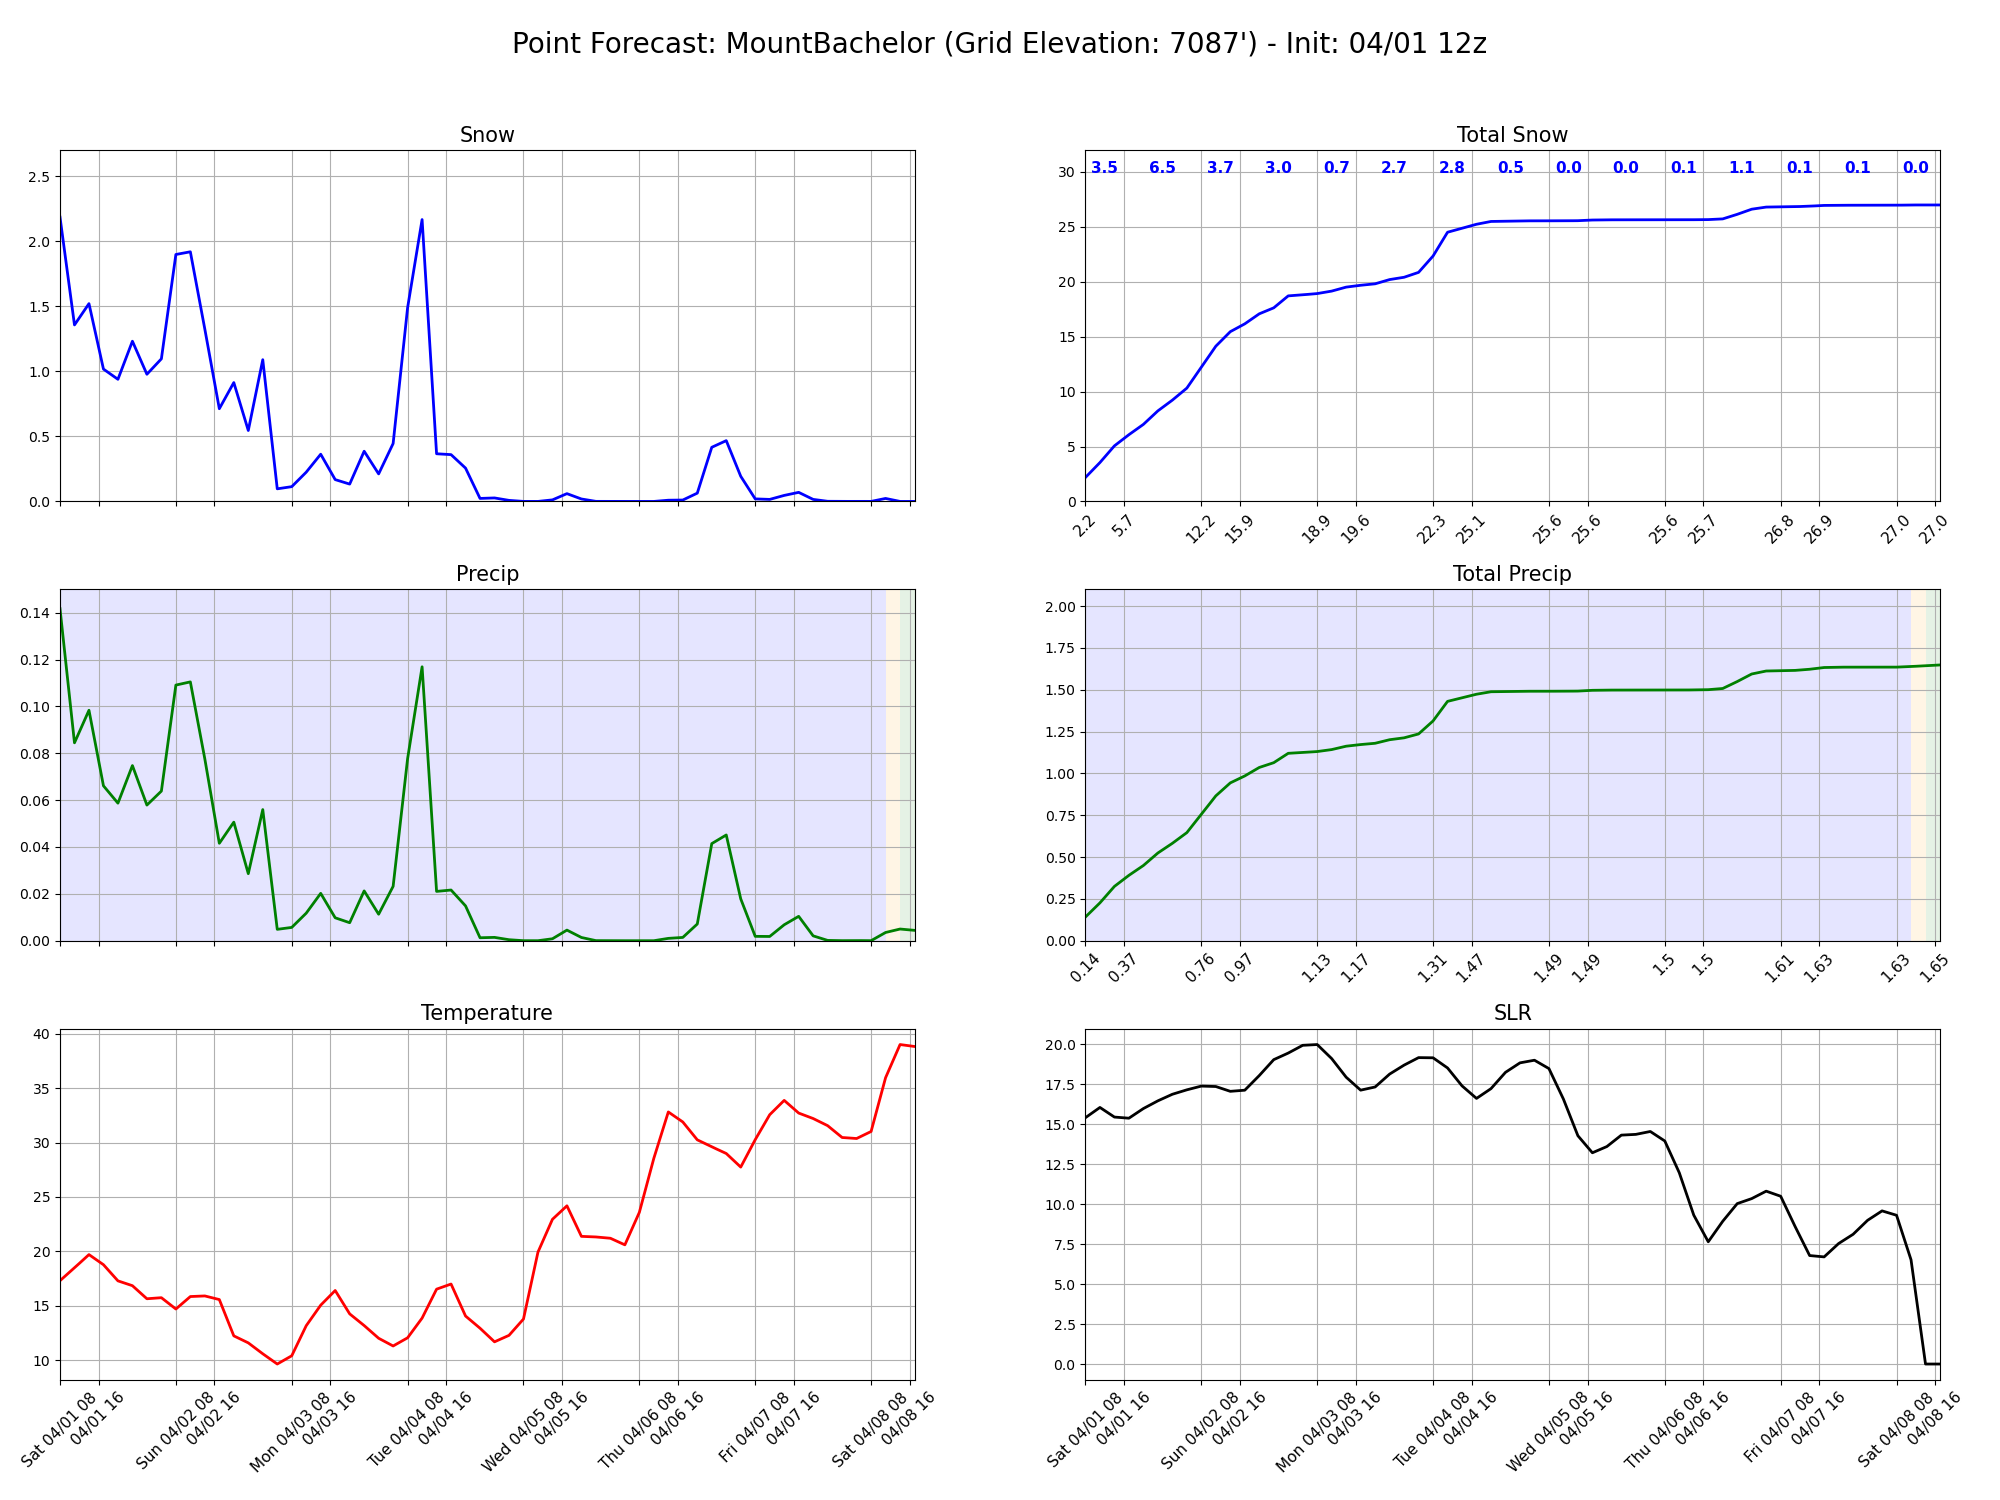 Point Forecast: MountBachelor (Grid Elevation: 7087') - Init: 04/01 12z
Snow
2.5
2.0
1.5
1.0
0.5
0.0
Total Snow
3.5 6.5 3.7 3.0 0.7 2.7 2.8 0.5 0.0 0.0 0.1 1.1 0.1 0.1 0.0
30
25
20
15
10
5
0
2.2 5.7 12.2 15.9 18.9 19.6 22.3 25.1 25.6 25.6 25.6 25.7 26.8 26.9 27.0 27.0
Precip
0.14
0.12
0.10
0.08
0.06
0.04
0.02
0.00
Total Precip
2.00
1.75
1.50
1.25
1.00
0.75
0.50
0.25
0.00
0.14 0.37 0.76 0.97 1.13 1.17 1.31 1.47 1.49 1.49 1.5 1.5 1.61 1.63 1.63 1.65
Temperature
40
35
30
25
20
15
10
Sat 04/01 08
04/01 16
Sun 04/02 08
04/02 16
Mon 04/03 08
04/03 16
Tue 04/04 08
04/04 16
Wed 04/05 08
04/05 16
Thu 04/06 08
04/06 16
Fri 04/07 08
04/07 16
Sat 04/08 08
04/08 16
SLR
20.0
17.5
15.0
12.5
10.0
7.5
5.0
2.5
0.0
Sat 04/01 08
04/01 16
Sun 04/02 08
04/02 16
Mon 04/03 08
04/03 16
Tue 04/04 08
04/04 16
Wed 04/05 08
04/05 16
Thu 04/06 08
04/06 16
Fri 04/07 08
04/07 16
Sat 04/08 08
04/08 16